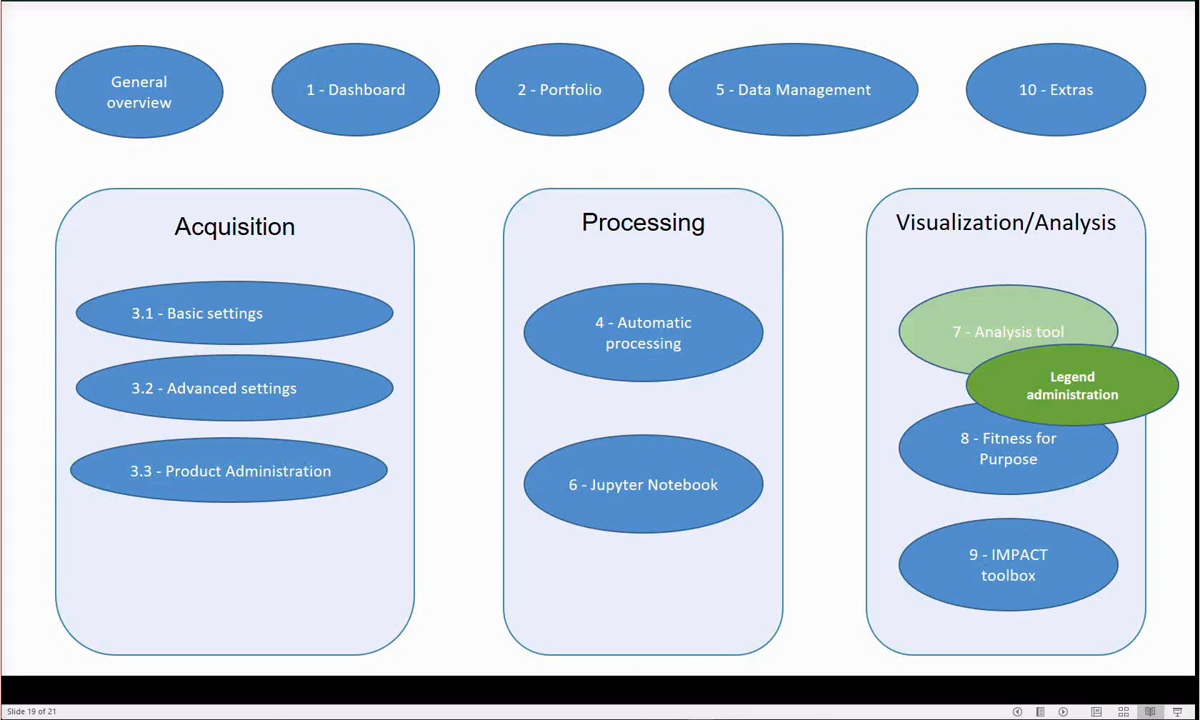 General
overview
1 - Dashboard
2 - Portfolio
5 - Data Management
10 - Extras
Acquisition
3.1 - Basic settings
3.2 - Advanced settings
3.3 - Product Administration
Processing
4 - Automatic
processing
6 - Jupyter Notebook
Visualization/Analysis
7 - Analysis tool
Legend
administration
8 - Fitness for
Purpose
9 - IMPACT
toolbox
Slide 19 of 21